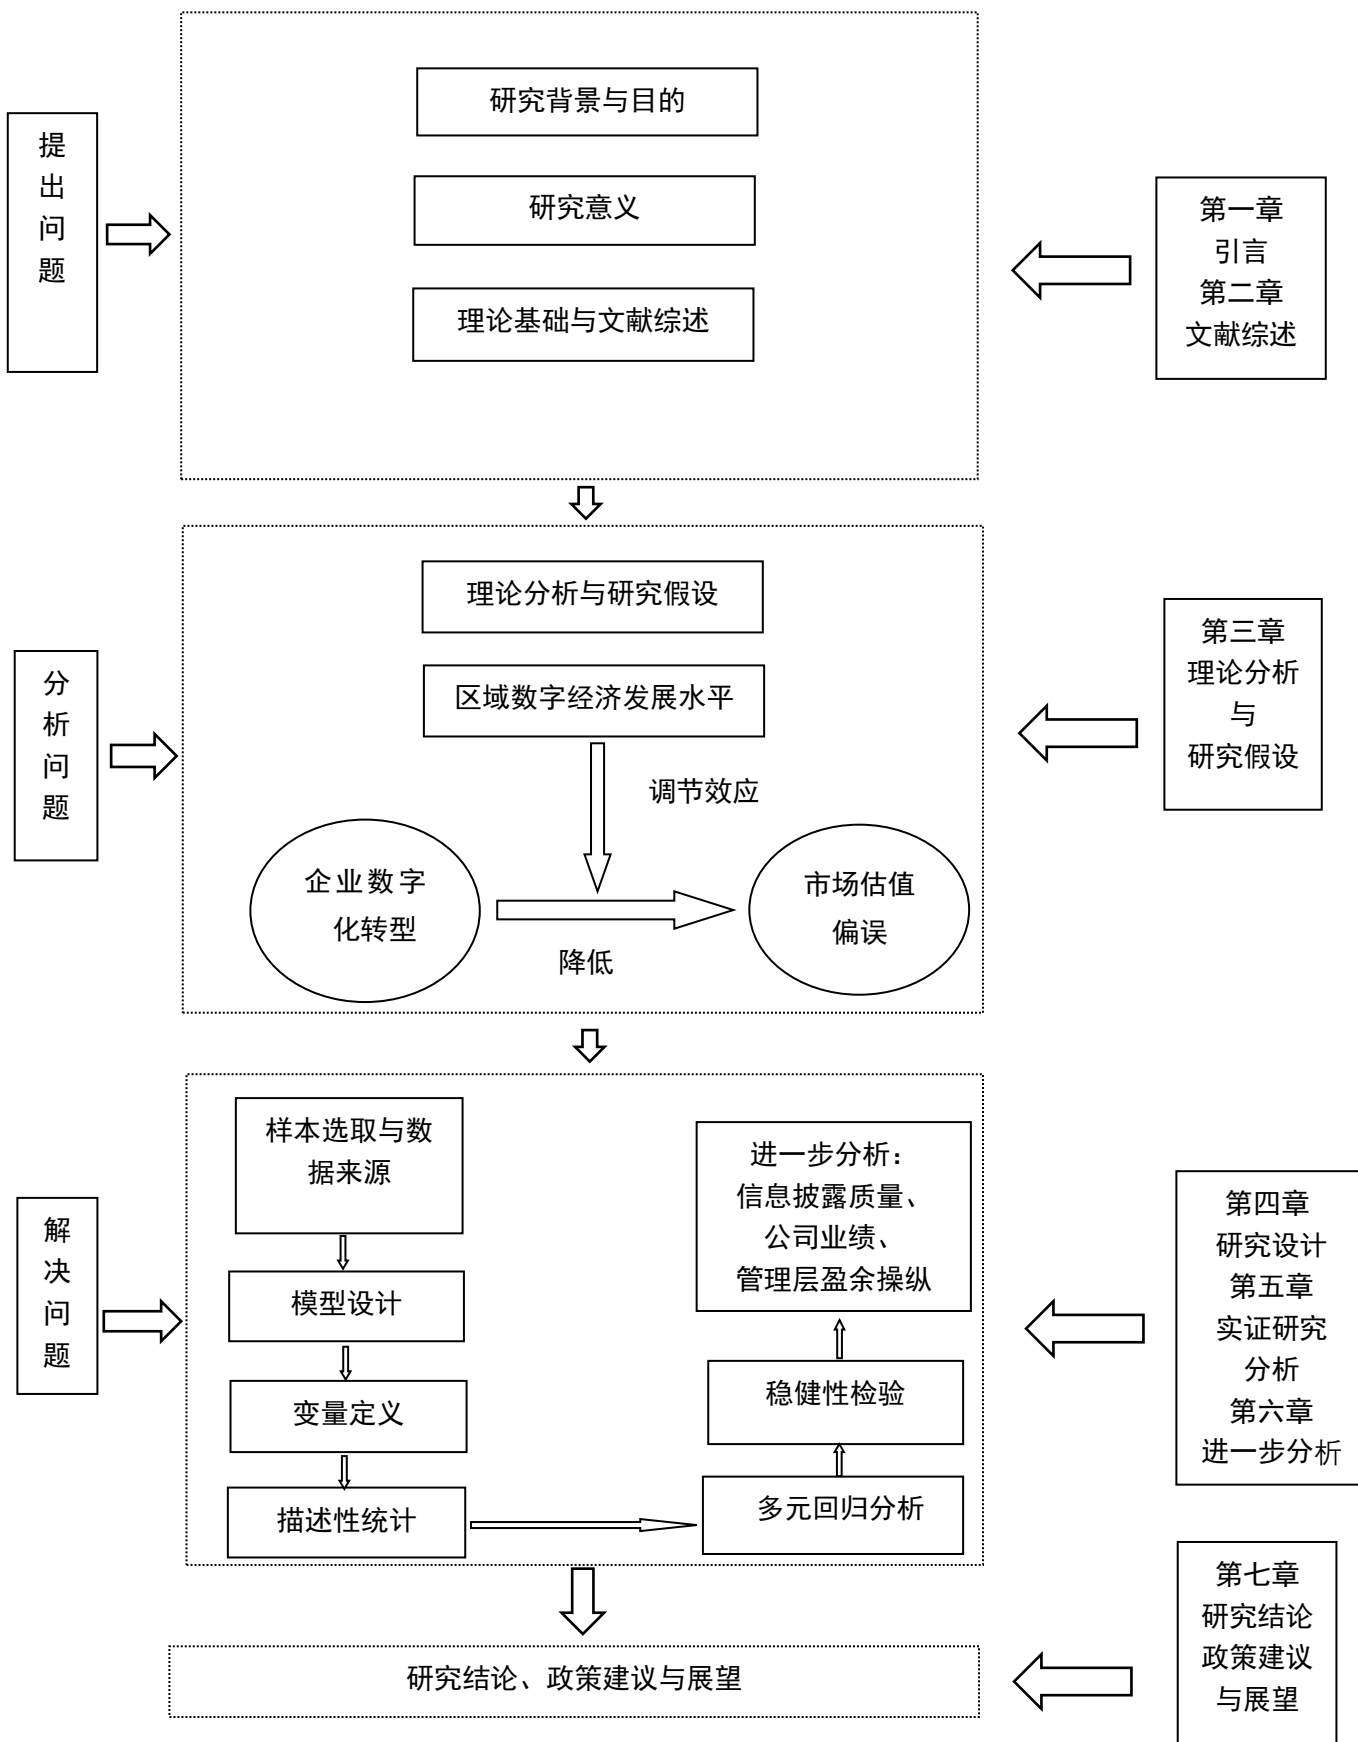 研究背景与目的
提
出
问
题
研究意义
理论基础与文献综述
第一章
引言
第二章
文献综述
理论分析与研究假设
区域数字经济发展水平
分
析
问
题
调节效应
企业数字
化转型
降低
市场估值
偏误
第三章
理论分析
与
研究假设
样本选取与数
据来源
模型设计
变量定义
描述性统计
多元回归分析
稳健性检验
进一步分析：
信息披露质量、
公司业绩、
管理层盈余操纵
解
决
问
题
第四章
研究设计
第五章
实证研究
分析
第六章
进一步分析
研究结论、政策建议与展望
第七章
研究结论
政策建议
与展望